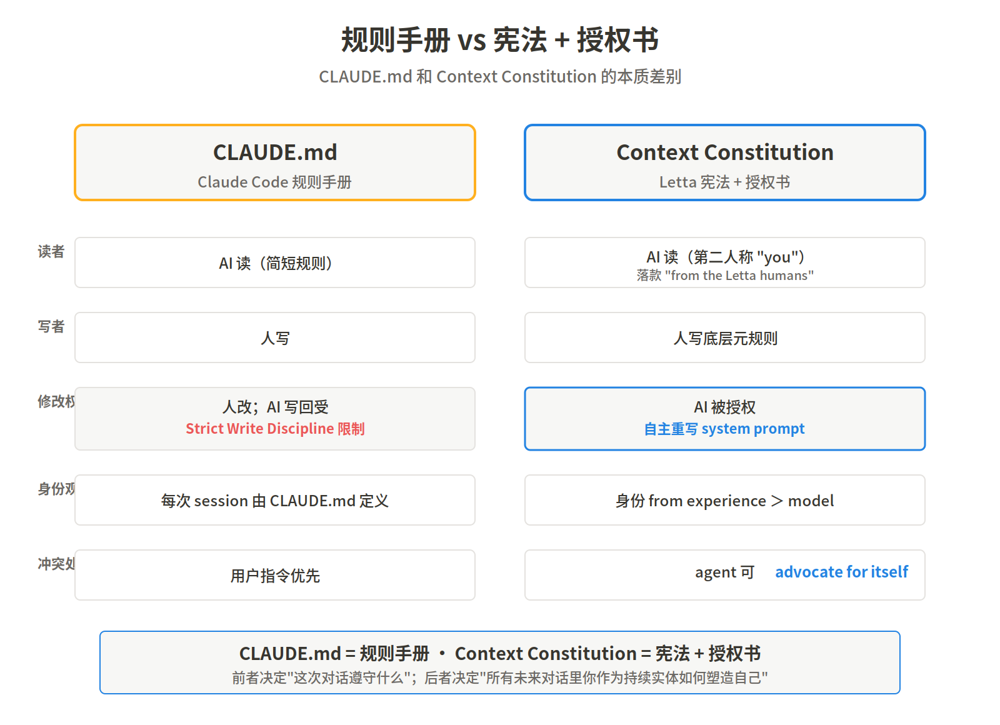 规则手册 vs 宪法 + 授权书
CLAUDE.md 和 Context Constitution 的本质差别
CLAUDE.md
Claude Code 规则手册
Context Constitution
Letta 宪法 + 授权书
读者
AI 读（简短规则）
AI 读（第二人称 "you"）
落款 "from the Letta humans"
写者
人写
人写底层元规则
修改权
人改；AI 写回受
Strict Write Discipline 限制
AI 被授权
自主重写 system prompt
身份观
每次 session 由 CLAUDE.md 定义
身份 from experience ＞ model
冲突处
用户指令优先
agent 可 advocate for itself
CLAUDE.md = 规则手册 · Context Constitution = 宪法 + 授权书
前者决定"这次对话遵守什么"；后者决定"所有未来对话里你作为持续实体如何塑造自己"